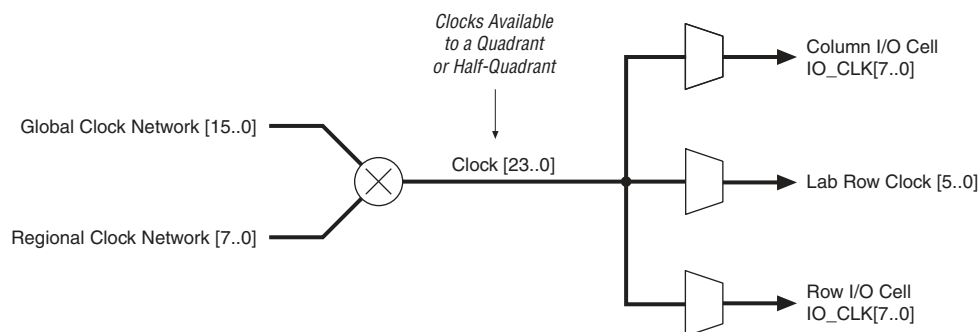 Clocks Available
to a Quadrant
or Half-Quadrant
Column I/O Cell
IO_CLK[7..0]
Global Clock Network [15..0]
Clock [23..0]
Lab Row Clock [5..0]
Regional Clock Network [7..0]
Row I/O Cell
IO_CLK[7..0]